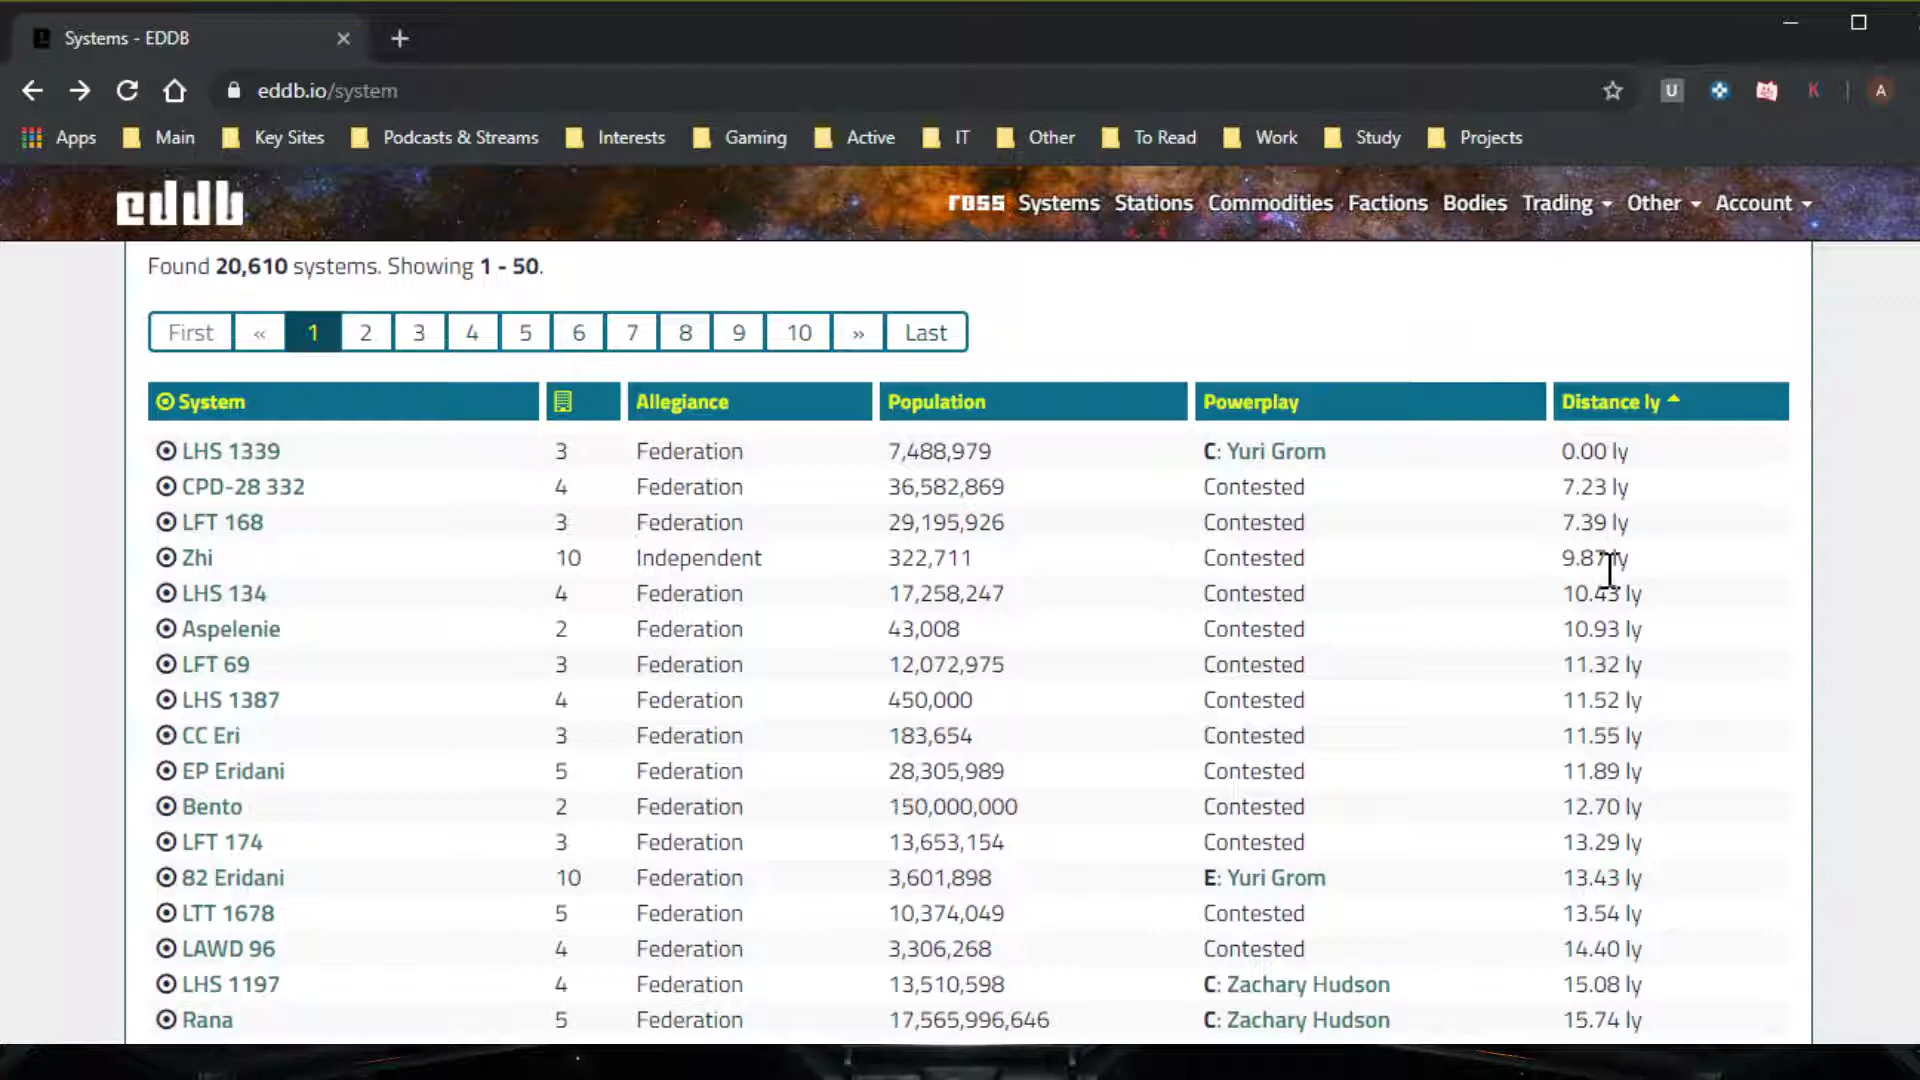 Systems - EDDB
eddb.io/system
U K A
Apps Main Key Sites Podcasts & Streams Interests Gaming Active IT Other To Read Work Study Projects
eddb ross Systems Stations Commodities Factions Bodies Trading Other Account
Found 20,610 systems. Showing 1 - 50.
First « 1 2 3 4 5 6 7 8 9 10 » Last
System Allegiance Population Powerplay Distance ly
LHS 1339 3 Federation 7,488,979 C: Yuri Grom 0.00 ly
CPD-28 332 4 Federation 36,582,869 Contested 7.23 ly
LFT 168 3 Federation 29,195,926 Contested 7.39 ly
Zhi 10 Independent 322,711 Contested 9.87 ly
LHS 134 4 Federation 17,258,247 Contested 10.43 ly
Aspelenie 2 Federation 43,008 Contested 10.93 ly
LFT 69 3 Federation 12,072,975 Contested 11.32 ly
LHS 1387 4 Federation 450,000 Contested 11.52 ly
CC Eri 3 Federation 183,654 Contested 11.55 ly
EP Eridani 5 Federation 28,305,989 Contested 11.89 ly
Bento 2 Federation 150,000,000 Contested 12.70 ly
LFT 174 3 Federation 13,653,154 Contested 13.29 ly
82 Eridani 10 Federation 3,601,898 E: Yuri Grom 13.43 ly
LTT 1678 5 Federation 10,374,049 Contested 13.54 ly
LAWD 96 4 Federation 3,306,268 Contested 14.40 ly
LHS 1197 4 Federation 13,510,598 C: Zachary Hudson 15.08 ly
Rana 5 Federation 17,565,996,646 C: Zachary Hudson 15.74 ly